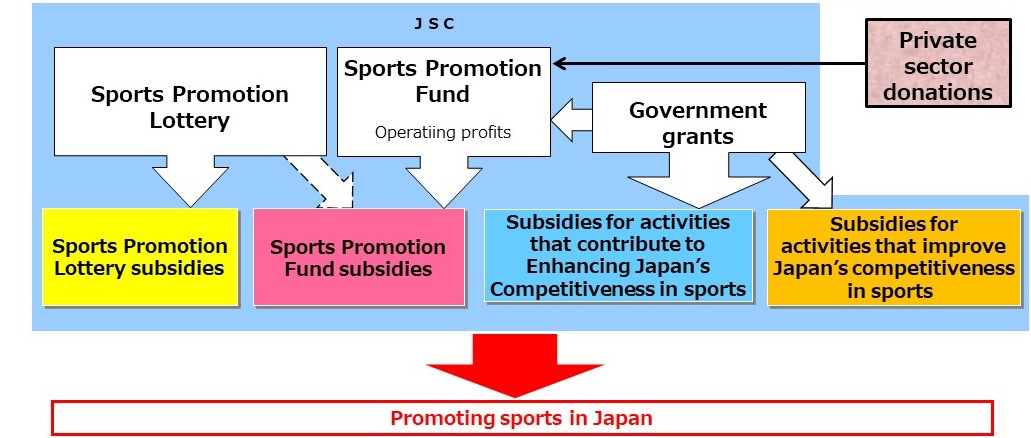 JSC
Private
sector
donations
Sports Promotion
Lottery
Sports Promotion
Fund
Operatiing profits
Government
grants
Sports Promotion
Lottery subsidies
Sports Promotion
Fund subsidies
Subsidies for activities
that contribute to
Enhancing Japan's
Competitiveness in sports
Subsidies for
activities that improve
Japan's competitiveness
in sports
Promoting sports in Japan